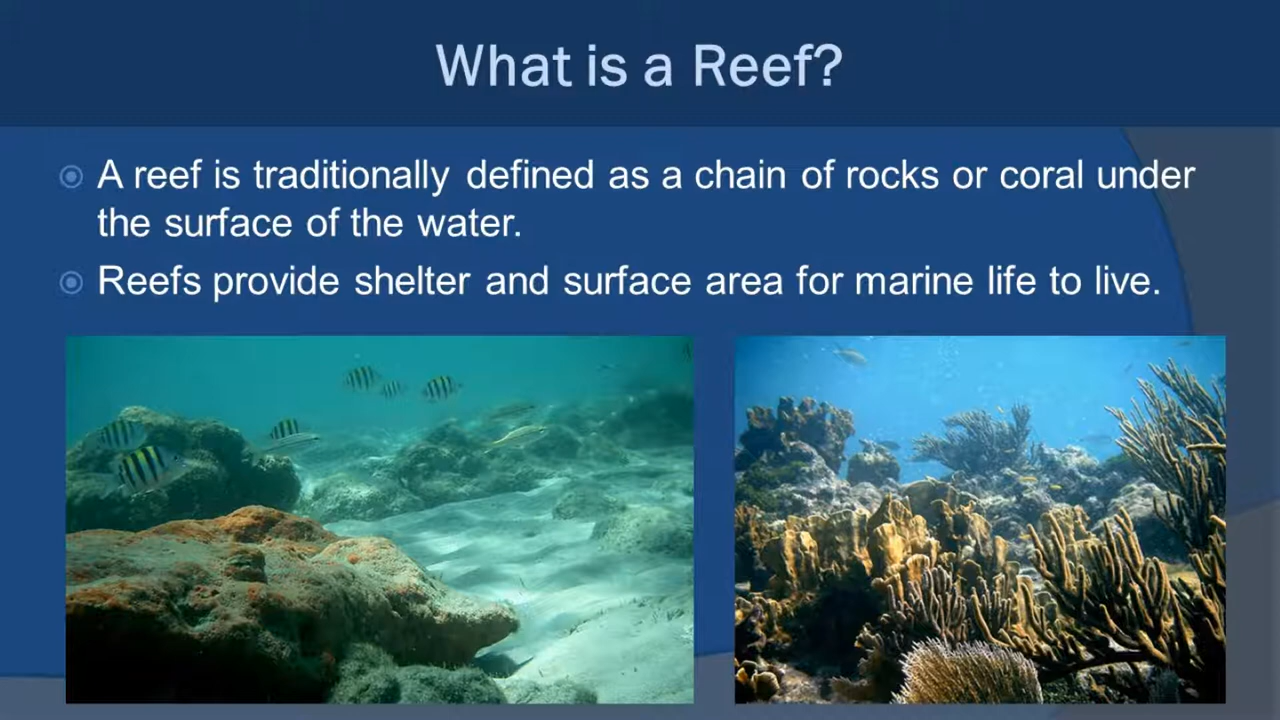 What is a Reef?
A reef is traditionally defined as a chain of rocks or coral under
the surface of the water.
Reefs provide shelter and surface area for marine life to live.